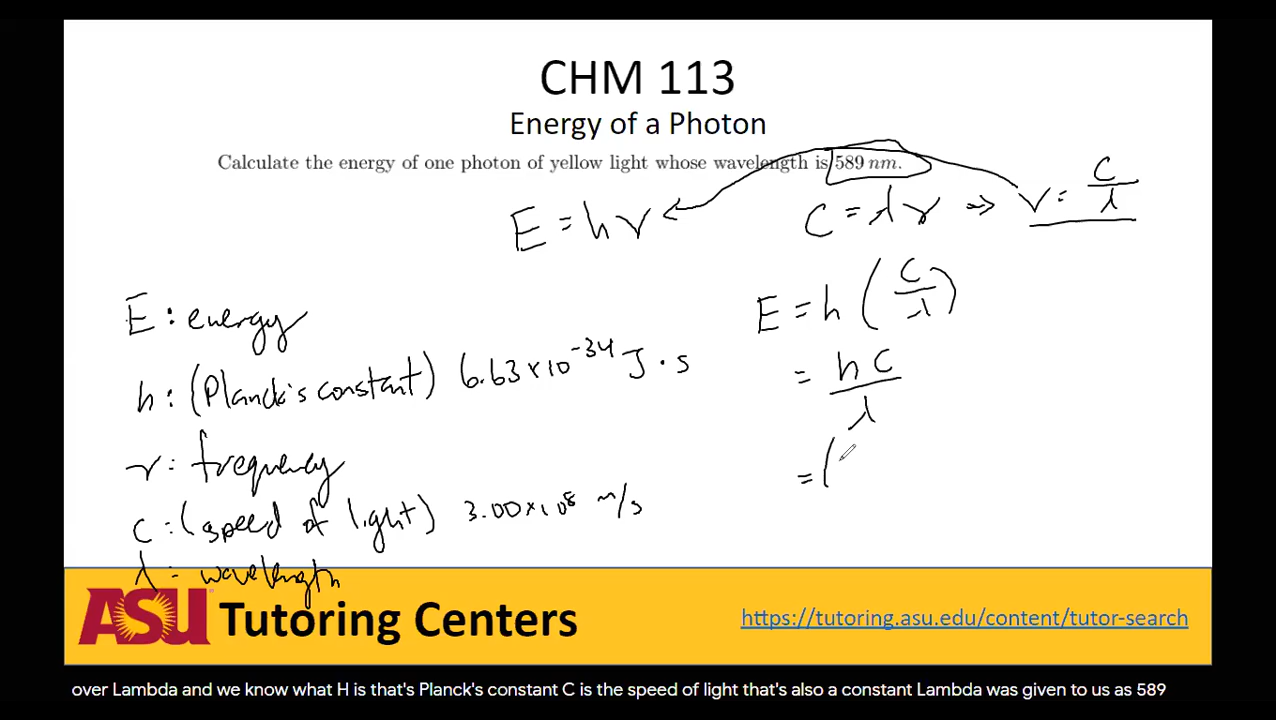 CHM 113
Energy of a Photon
Calculate the energy of one photon of yellow light whose wavelength is 589 nm.
E = hν
C = λν ⇒ ν = C/λ
E = h (C/λ)
= hC/λ
= (
E : energy
h : (Planck's constant) 6.63×10⁻³⁴ J · s
ν : frequency
C : (speed of light) 3.00×10⁸ m/s
λ : wavelength
ASU Tutoring Centers
https://tutoring.asu.edu/content/tutor-search
over Lambda and we know what H is that's Planck's constant C is the speed of light that's also a constant Lambda was given to us as 589